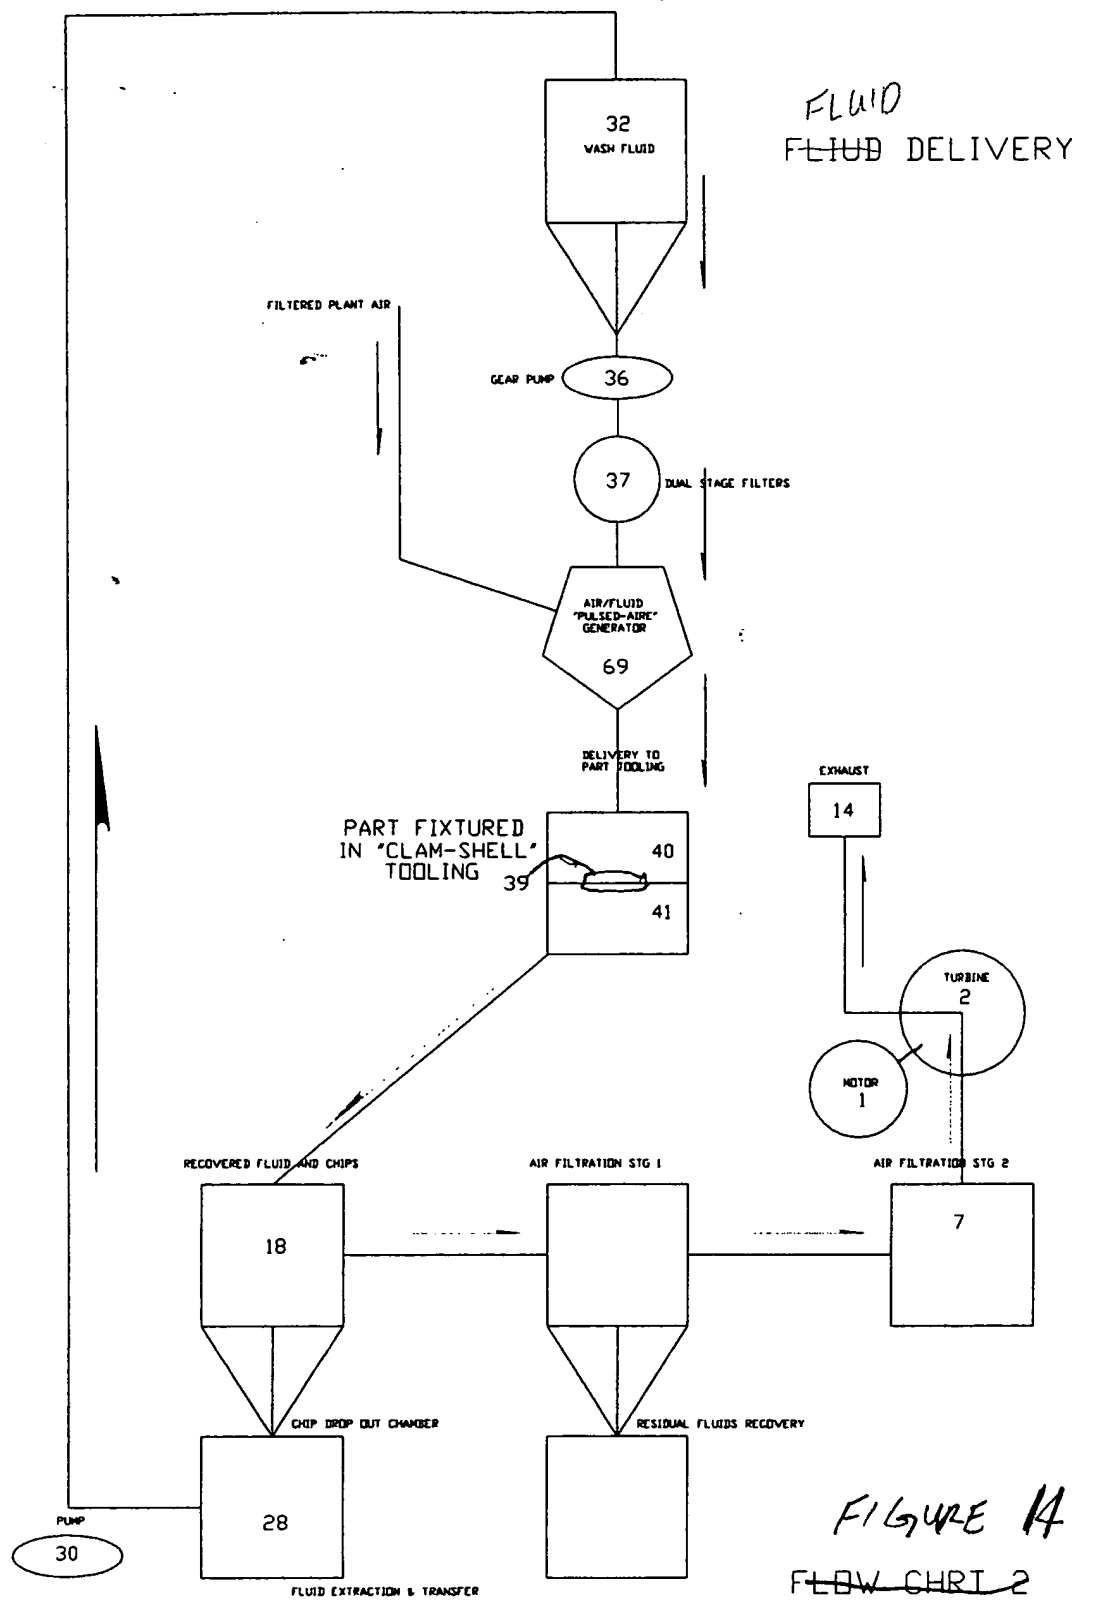 FLUID
FLIUD DELIVERY
32
WASH FLUID
FILTERED PLANT AIR
GEAR PUMP
36
37
DUAL STAGE FILTERS
AIR/FLUID
"PULSED-AIRE"
GENERATOR
69
DELIVERY TO
PART TOOLING
EXHAUST
14
PART FIXTURED
IN "CLAM-SHELL"
TOOLING
39
40
41
TURBINE
2
MOTOR
1
RECOVERED FLUID AND CHIPS
AIR FILTRATION STG 1
AIR FILTRATION STG 2
18
7
CHIP DROP OUT CHAMBER
RESIDUAL FLUIDS RECOVERY
28
PUMP
30
FLUID EXTRACTION & TRANSFER
FIGURE 14
FLOW CHRT 2